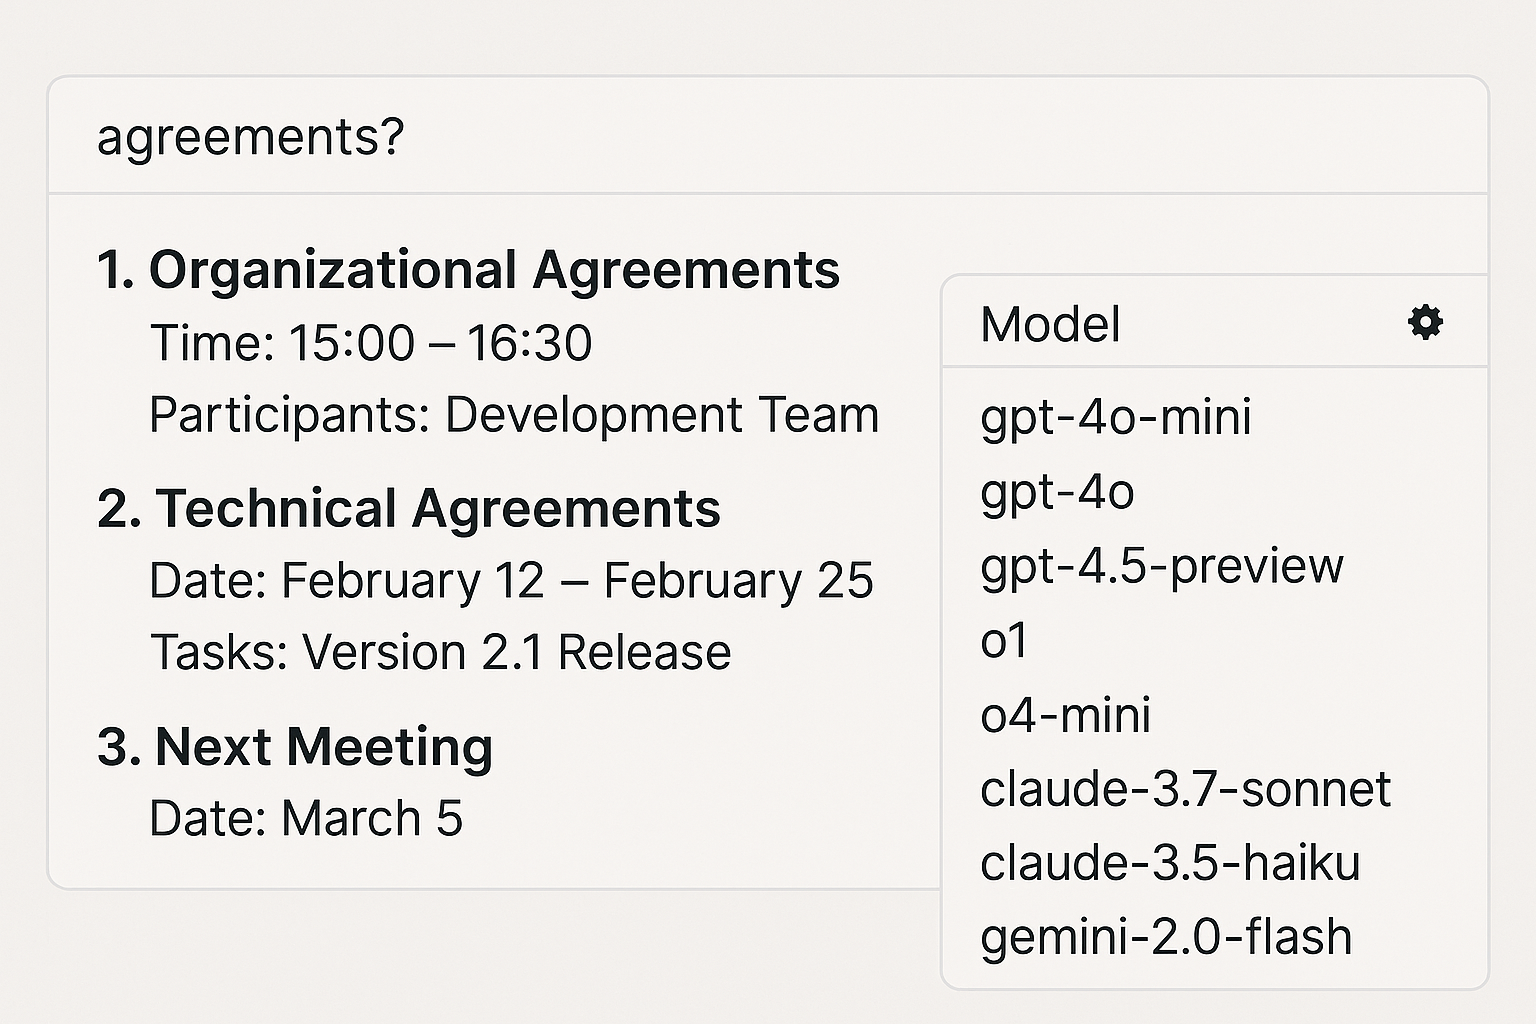 agreements?
1. Organizational Agreements
Time: 15:00 – 16:30
Participants: Development Team
2. Technical Agreements
Date: February 12 – February 25
Tasks: Version 2.1 Release
3. Next Meeting
Date: March 5
Model
gpt-4o-mini
gpt-4o
gpt-4.5-preview
o1
o4-mini
claude-3.7-sonnet
claude-3.5-haiku
gemini-2.0-flash